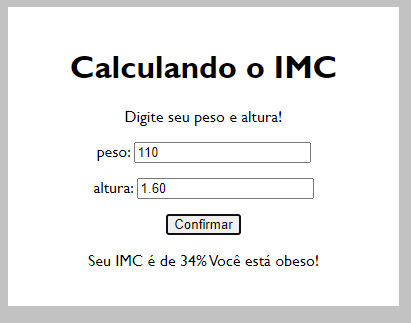 Calculando o IMC
Digite seu peso e altura!
peso: 110
altura: 1.60
Confirmar
Seu IMC é de 34% Você está obeso!